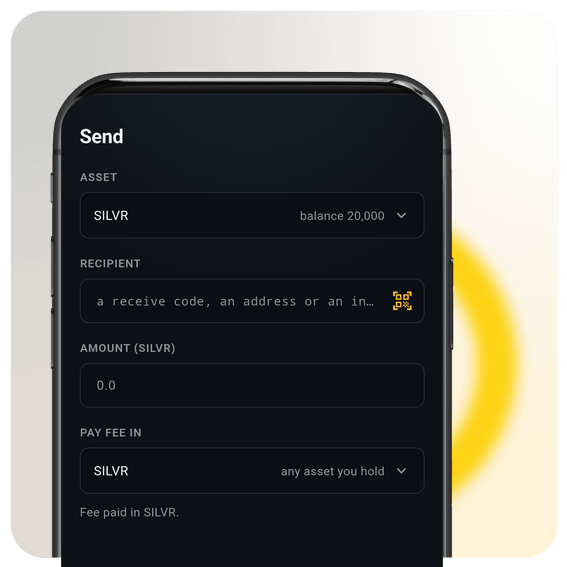 Send
ASSET
SILVR balance 20,000
RECIPIENT
a receive code, an address or an in…
AMOUNT (SILVR)
0.0
PAY FEE IN
SILVR any asset you hold
Fee paid in SILVR.